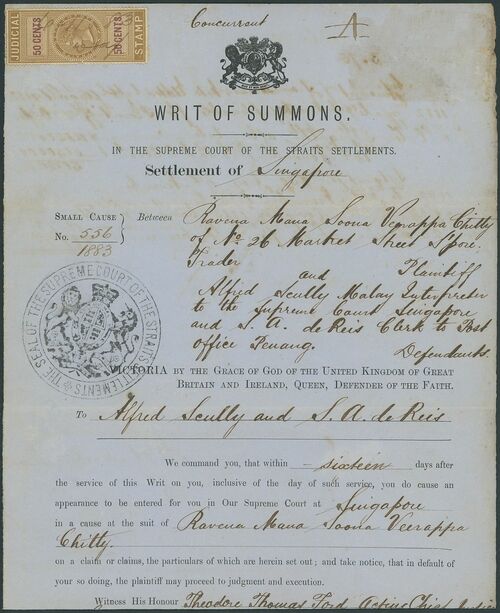 JUDICIAL
50 CENTS
50 CENTS
STAMP
Concurrent
A
WRIT OF SUMMONS.
IN THE SUPREME COURT OF THE STRAITS SETTLEMENTS.
Settlement of Singapore
SMALL CAUSE
No. 556
1883
Between Ravena Mana Soona Veerappa Chitty
of No 26 Market Street S'pore
Trader Plaintiff
and
Alfred Scully Malay Interpreter
to the Supreme Court Singapore
and S. A. de Reis Clerk to Post
office Penang. Defendants.
THE SEAL OF THE SUPREME COURT OF THE STRAITS SETTLEMENTS
VICTORIA BY THE GRACE OF GOD OF THE UNITED KINGDOM OF GREAT
BRITAIN AND IRELAND, QUEEN, DEFENDER OF THE FAITH.
To Alfred Scully and S. A. de Reis
We command you, that within sixteen days after
the service of this Writ on you, inclusive of the day of such service, you do cause an
appearance to be entered for you in Our Supreme Court at Singapore
in a cause at the suit of Ravena Mana Soona Veerappa
Chitty.
on a claim or claims, the particulars of which are herein set out; and take notice, that in default of
your so doing, the plaintiff may proceed to judgment and execution.
Witness His Honour Theodore Thomas Ford Acting Chief